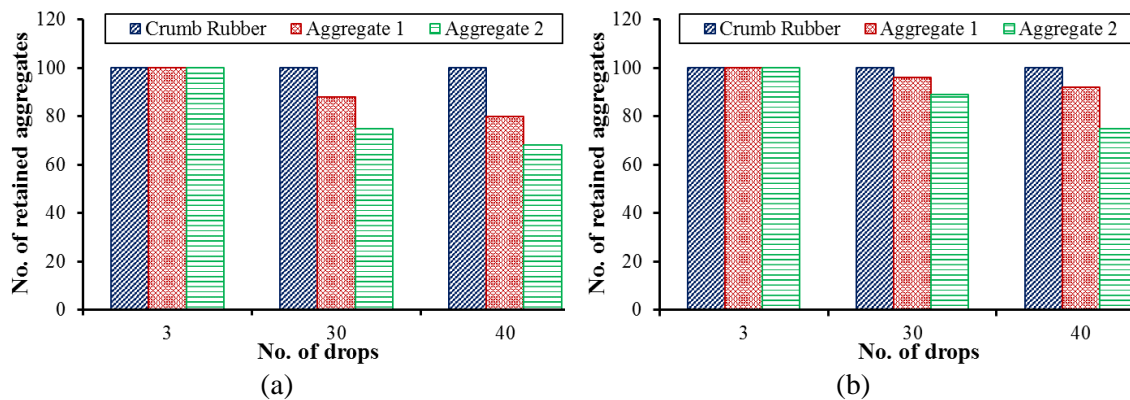 No. of retained aggregates
120
100
80
60
40
20
0
Crumb Rubber Aggregate 1 Aggregate 2
3 30 40
No. of drops
(a)
No. of retained aggregates
120
100
80
60
40
20
0
Crumb Rubber Aggregate 1 Aggregate 2
3 30 40
No. of drops
(b)